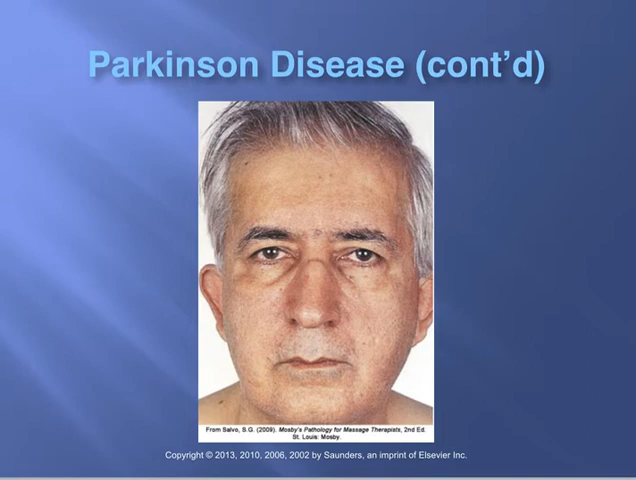 Parkinson Disease (cont’d)
From Salvo, S.G. (2009). Mosby's Pathology for Massage Therapists, 2nd Ed.
St. Louis: Mosby.
Copyright © 2013, 2010, 2006, 2002 by Saunders, an imprint of Elsevier Inc.